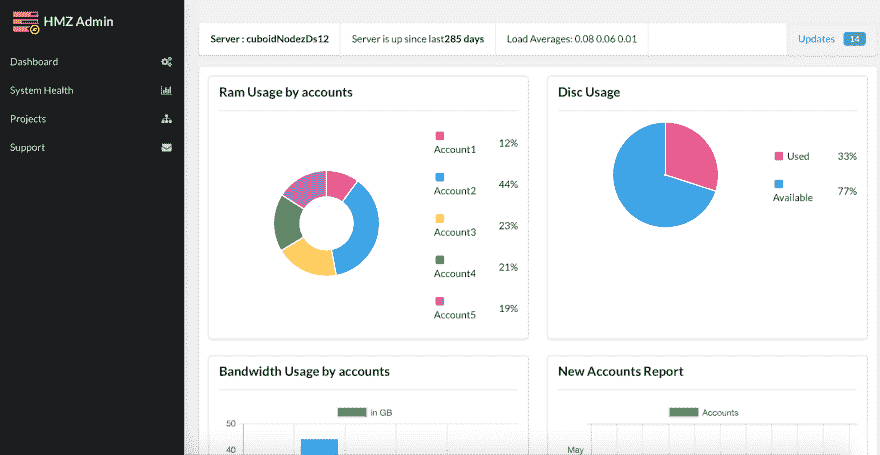 HMZ Admin
Dashboard
System Health
Projects
Support
Server : cuboidNodezDs12
Server is up since last285 days
Load Averages: 0.08 0.06 0.01
Updates 14
Ram Usage by accounts
Account1 12%
Account2 44%
Account3 23%
Account4 21%
Account5 19%
Disc Usage
Used 33%
Available 77%
Bandwidth Usage by accounts
in GB
50
40
New Accounts Report
Accounts
May